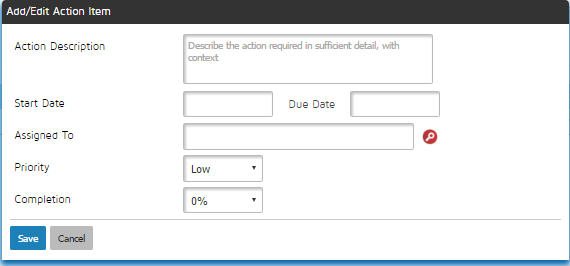 Add/Edit Action Item
Action Description
Describe the action required in sufficient detail, with
context
Start Date
Due Date
Assigned To
Priority
Low
Completion
0%
Save
Cancel